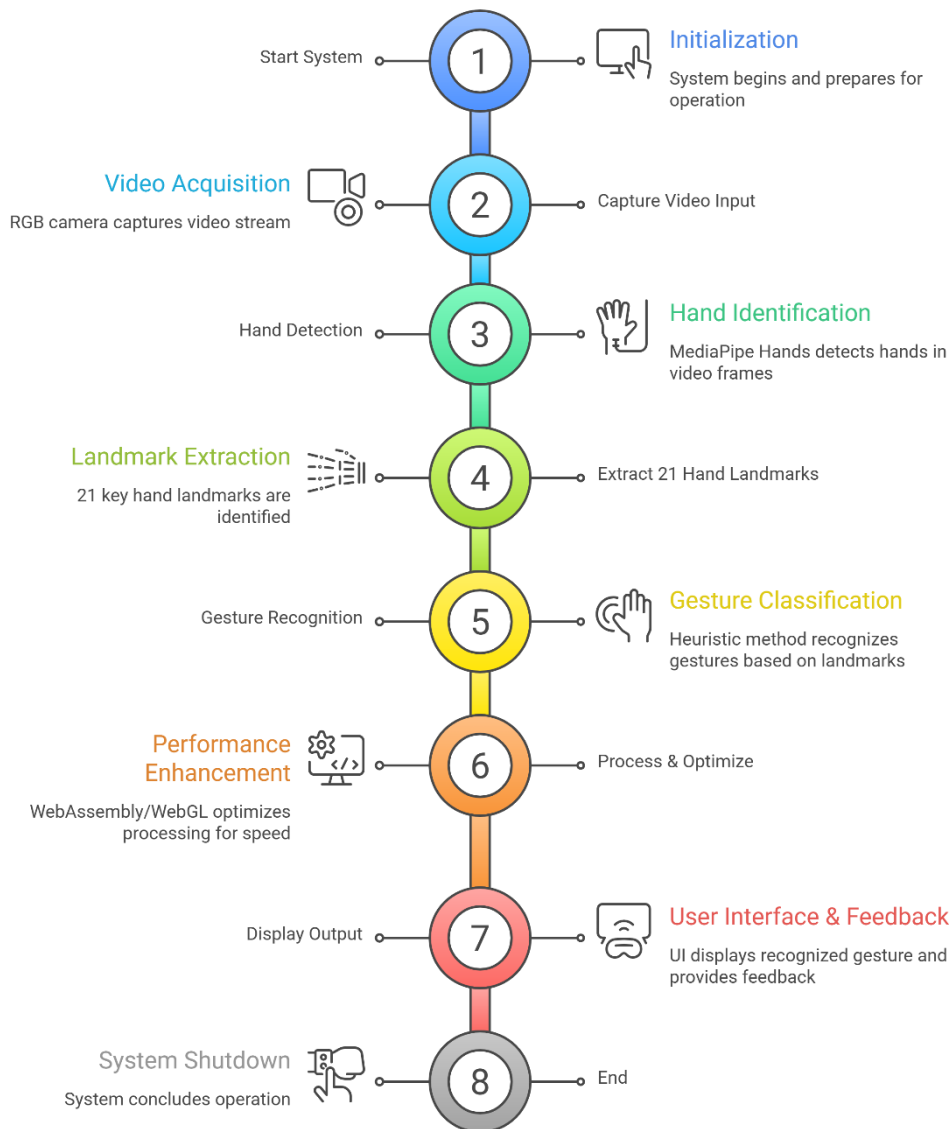 Start System
1
Initialization
System begins and prepares for
operation
Video Acquisition
RGB camera captures video stream
2
Capture Video Input
Hand Detection
3
Hand Identification
MediaPipe Hands detects hands in
video frames
Landmark Extraction
21 key hand landmarks are
identified
4
Extract 21 Hand Landmarks
Gesture Recognition
5
Gesture Classification
Heuristic method recognizes
gestures based on landmarks
Performance
Enhancement
WebAssembly/WebGL optimizes
processing for speed
</>
6
Process & Optimize
Display Output
7
User Interface & Feedback
UI displays recognized gesture and
provides feedback
System Shutdown
System concludes operation
8
End